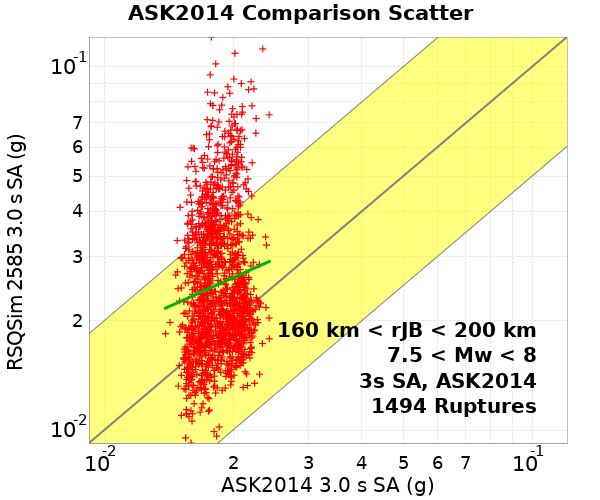 ASK2014 Comparison Scatter
RSQSim 2585 3.0 s SA (g)
10-1
7
6
5
4
3
2
10-2
160 km < rJB < 200 km
7.5 < Mw < 8
3s SA, ASK2014
1494 Ruptures
10-2 2 3 4 5 6 7 10-1
ASK2014 3.0 s SA (g)